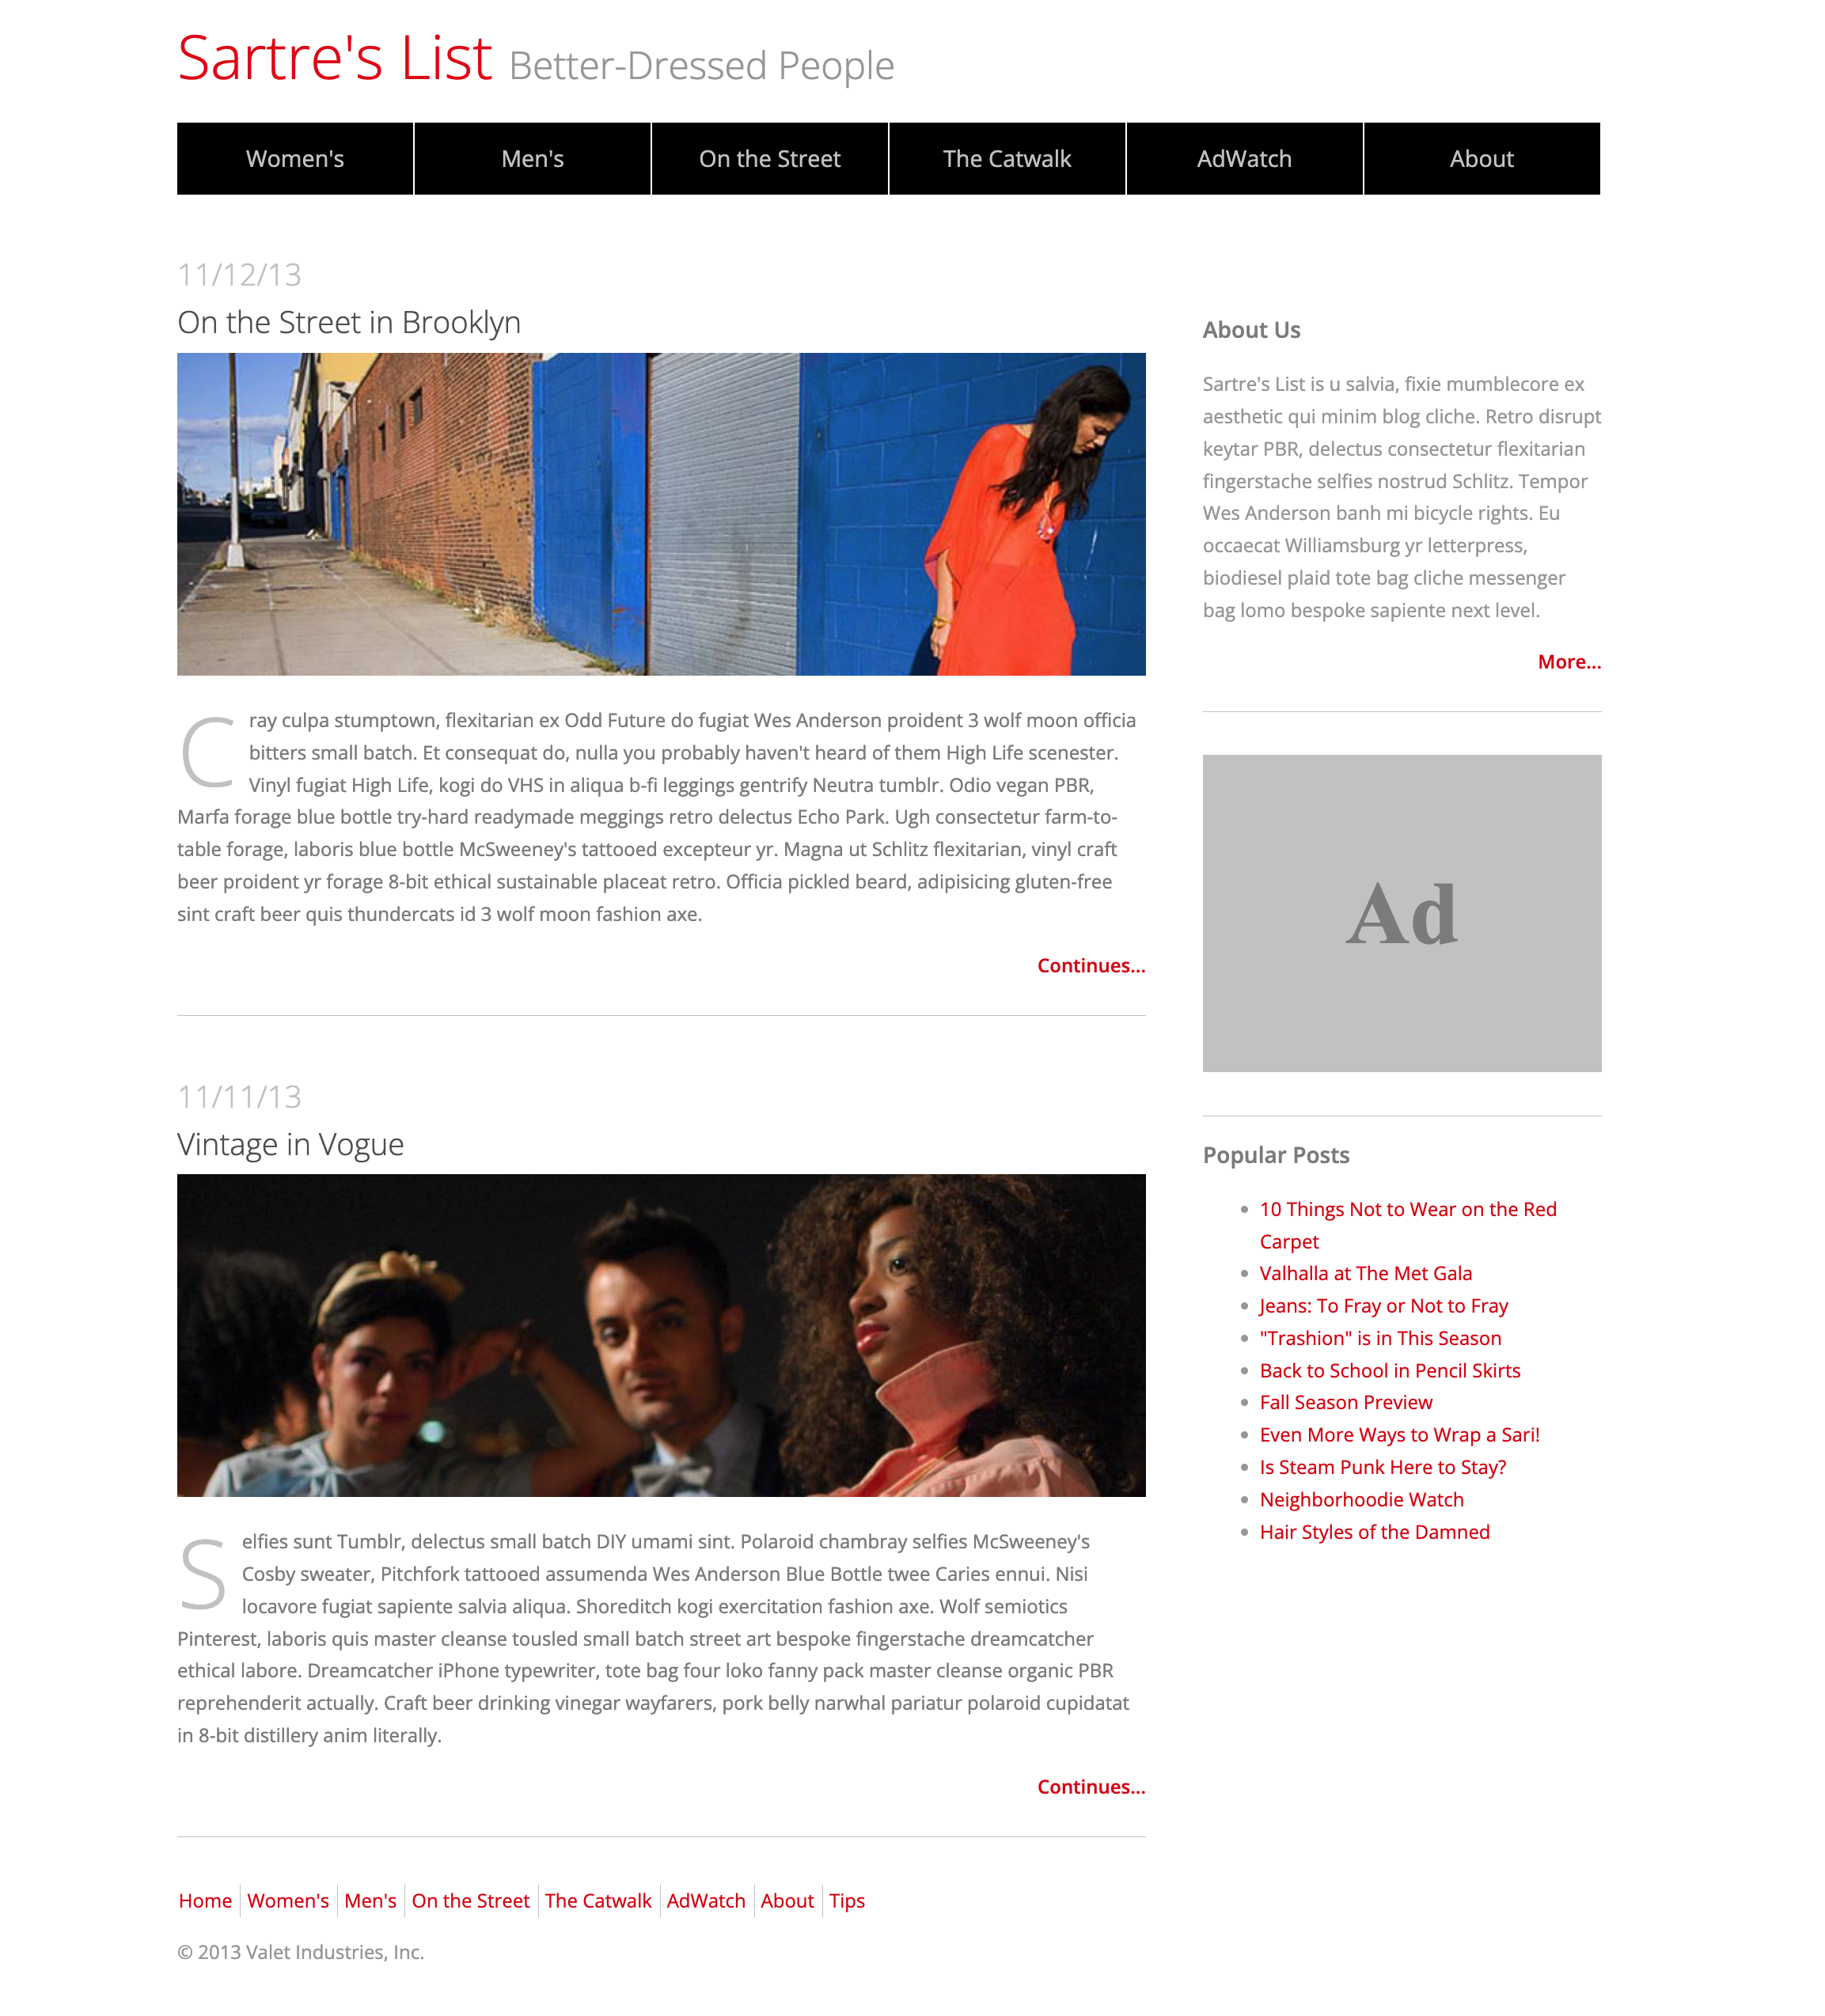 Sartre's List Better-Dressed People
Women's
Men's
On the Street
The Catwalk
AdWatch
About
11/12/13
On the Street in Brooklyn
Cray culpa stumptown, flexitarian ex Odd Future do fugiat Wes Anderson proident 3 wolf moon officia
bitters small batch. Et consequat do, nulla you probably haven't heard of them High Life scenester.
Vinyl fugiat High Life, kogi do VHS in aliqua b-fi leggings gentrify Neutra tumblr. Odio vegan PBR,
Marfa forage blue bottle try-hard readymade meggings retro delectus Echo Park. Ugh consectetur farm-to-
table forage, laboris blue bottle McSweeney's tattooed excepteur yr. Magna ut Schlitz flexitarian, vinyl craft
beer proident yr forage 8-bit ethical sustainable placeat retro. Officia pickled beard, adipisicing gluten-free
sint craft beer quis thundercats id 3 wolf moon fashion axe.
Continues...
11/11/13
Vintage in Vogue
Selfies sunt Tumblr, delectus small batch DIY umami sint. Polaroid chambray selfies McSweeney's
Cosby sweater, Pitchfork tattooed assumenda Wes Anderson Blue Bottle twee Caries ennui. Nisi
locavore fugiat sapiente salvia aliqua. Shoreditch kogi exercitation fashion axe. Wolf semiotics
Pinterest, laboris quis master cleanse tousled small batch street art bespoke fingerstache dreamcatcher
ethical labore. Dreamcatcher iPhone typewriter, tote bag four loko fanny pack master cleanse organic PBR
reprehenderit actually. Craft beer drinking vinegar wayfarers, pork belly narwhal pariatur polaroid cupidatat
in 8-bit distillery anim literally.
Continues...
About Us
Sartre's List is u salvia, fixie mumblecore ex
aesthetic qui minim blog cliche. Retro disrupt
keytar PBR, delectus consectetur flexitarian
fingerstache selfies nostrud Schlitz. Tempor
Wes Anderson banh mi bicycle rights. Eu
occaecat Williamsburg yr letterpress,
biodiesel plaid tote bag cliche messenger
bag lomo bespoke sapiente next level.
More...
Ad
Popular Posts
10 Things Not to Wear on the Red
Carpet
Valhalla at The Met Gala
Jeans: To Fray or Not to Fray
"Trashion" is in This Season
Back to School in Pencil Skirts
Fall Season Preview
Even More Ways to Wrap a Sari!
Is Steam Punk Here to Stay?
Neighborhoodie Watch
Hair Styles of the Damned
Home Women's Men's On the Street The Catwalk AdWatch About Tips
© 2013 Valet Industries, Inc.